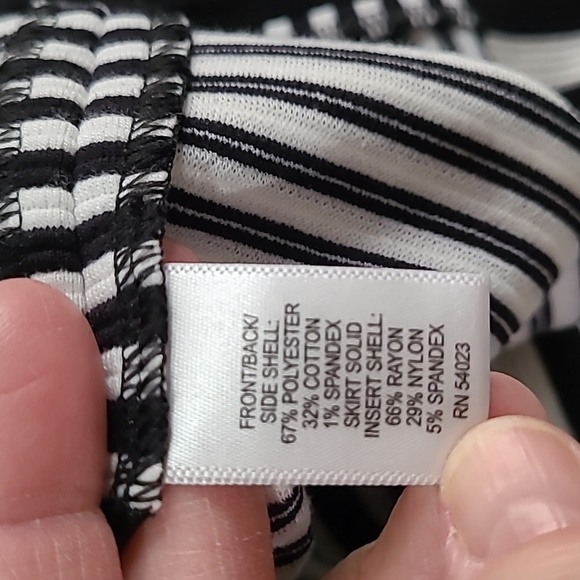 FRONT/BACK/
SIDE SHELL:
67% POLYESTER
32% COTTON
1% SPANDEX
SKIRT SOLID
INSERT SHELL:
66% RAYON
29% NYLON
5% SPANDEX
RN 54023